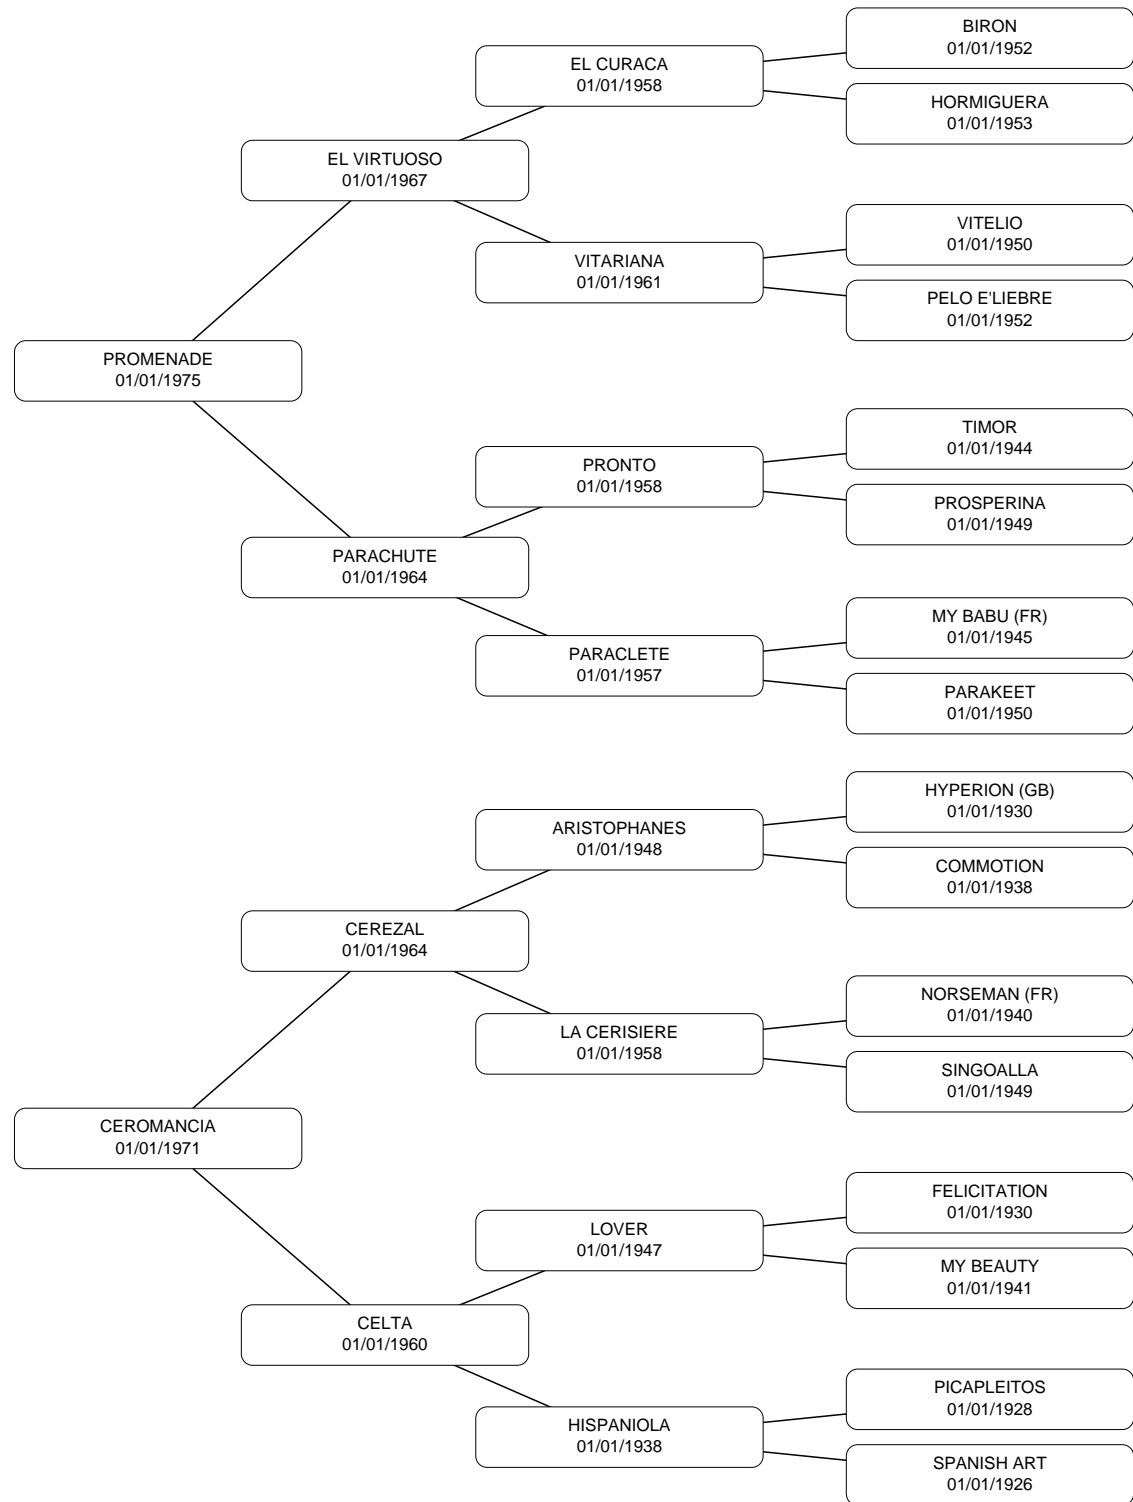 BIRON
01/01/1952
EL CURACA
01/01/1958
HORMIGUERA
01/01/1953
EL VIRTUOSO
01/01/1967
VITELIO
01/01/1950
VITARIANA
01/01/1961
PELO E'LIEBRE
01/01/1952
PROMENADE
01/01/1975
TIMOR
01/01/1944
PRONTO
01/01/1958
PROSPERINA
01/01/1949
PARACHUTE
01/01/1964
MY BABU (FR)
01/01/1945
PARACLETE
01/01/1957
PARAKEET
01/01/1950
HYPERION (GB)
01/01/1930
ARISTOPHANES
01/01/1948
COMMOTION
01/01/1938
CEREZAL
01/01/1964
NORSEMAN (FR)
01/01/1940
LA CERISIERE
01/01/1958
SINGOALLA
01/01/1949
CEROMANCIA
01/01/1971
FELICITATION
01/01/1930
LOVER
01/01/1947
MY BEAUTY
01/01/1941
CELTA
01/01/1960
PICAPLEITOS
01/01/1928
HISPANIOLA
01/01/1938
SPANISH ART
01/01/1926